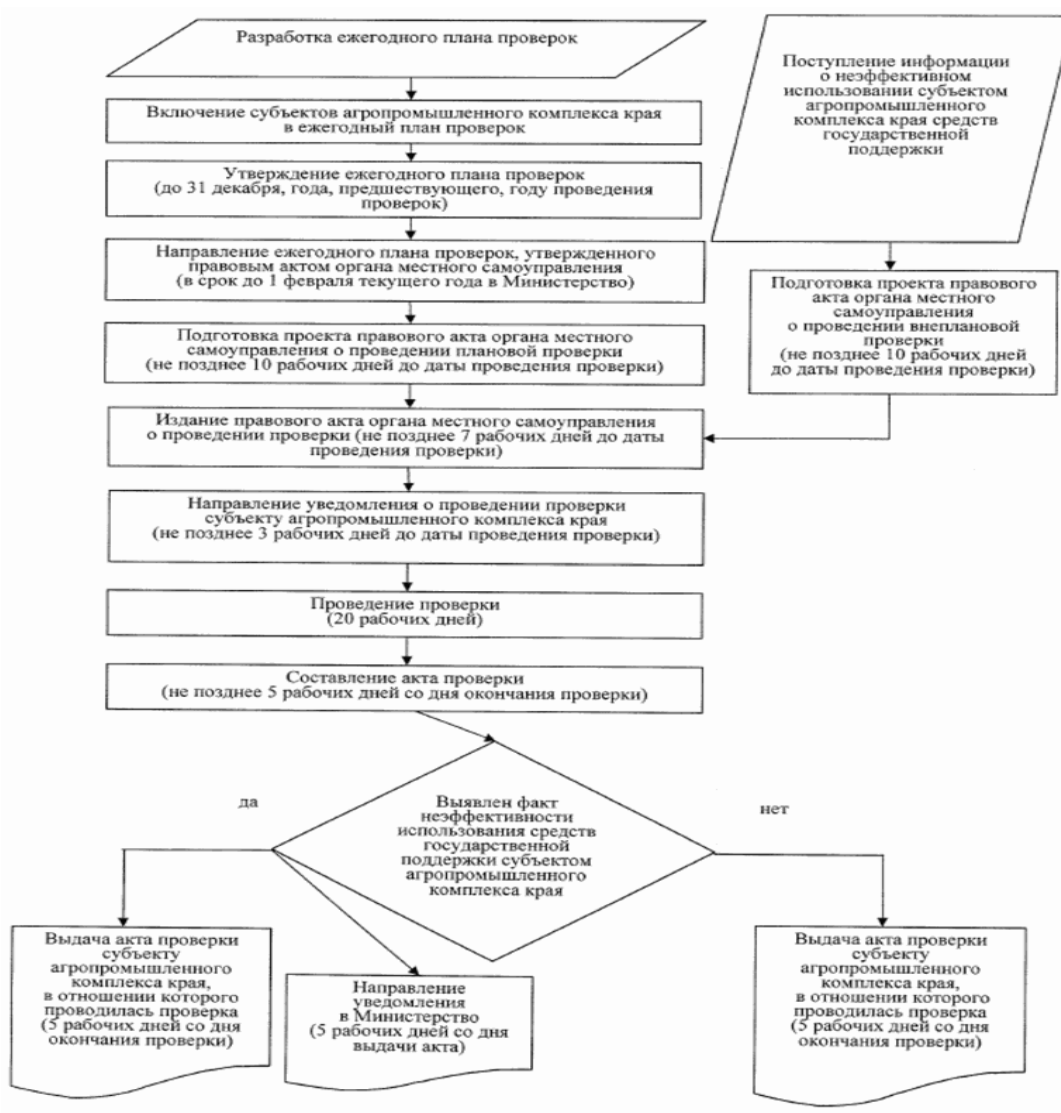 Разработка ежегодного плана проверок
Включение субъектов агропромышленного комплекса края
в ежегодный план проверок
Утверждение ежегодного плана проверок
(до 31 декабря, года, предшествующего, году проведения
проверок)
Направление ежегодного плана проверок, утвержденного
правовым актом органа местного самоуправления
(в срок до 1 февраля текущего года в Министерство)
Подготовка проекта правового акта органа местного
самоуправления о проведении плановой проверки
(не позднее 10 рабочих дней до даты проведения проверки)
Поступление информации
о неэффективном
использовании субъектом
агропромышленного
комплекса края средств
государственной
поддержки
Подготовка проекта правового
акта органа местного
самоуправления
о проведении внеплановой
проверки
(не позднее 10 рабочих дней
до даты проведения проверки)
Издание правового акта органа местного самоуправления
о проведении проверки (не позднее 7 рабочих дней до даты
проведения проверки)
Направление уведомления о проведении проверки
субъекту агропромышленного комплекса края
(не позднее 3 рабочих дней до даты проведения проверки)
Проведение проверки
(20 рабочих дней)
Составление акта проверки
(не позднее 5 рабочих дней со дня окончания проверки)
да
Выявлен факт
неэффективности
использования средств
государственной
поддержки субъектом
агропромышленного
комплекса края
нет
Выдача акта проверки
субъекту
агропромышленного
комплекса края,
в отношении которого
проводилась проверка
(5 рабочих дней со дня
окончания проверки)
Направление
уведомления
в Министерство
(5 рабочих дней со дня
выдачи акта)
Выдача акта проверки
субъекту
агропромышленного
комплекса края,
в отношении которого
проводилась проверка
(5 рабочих дней со дня
окончания проверки)